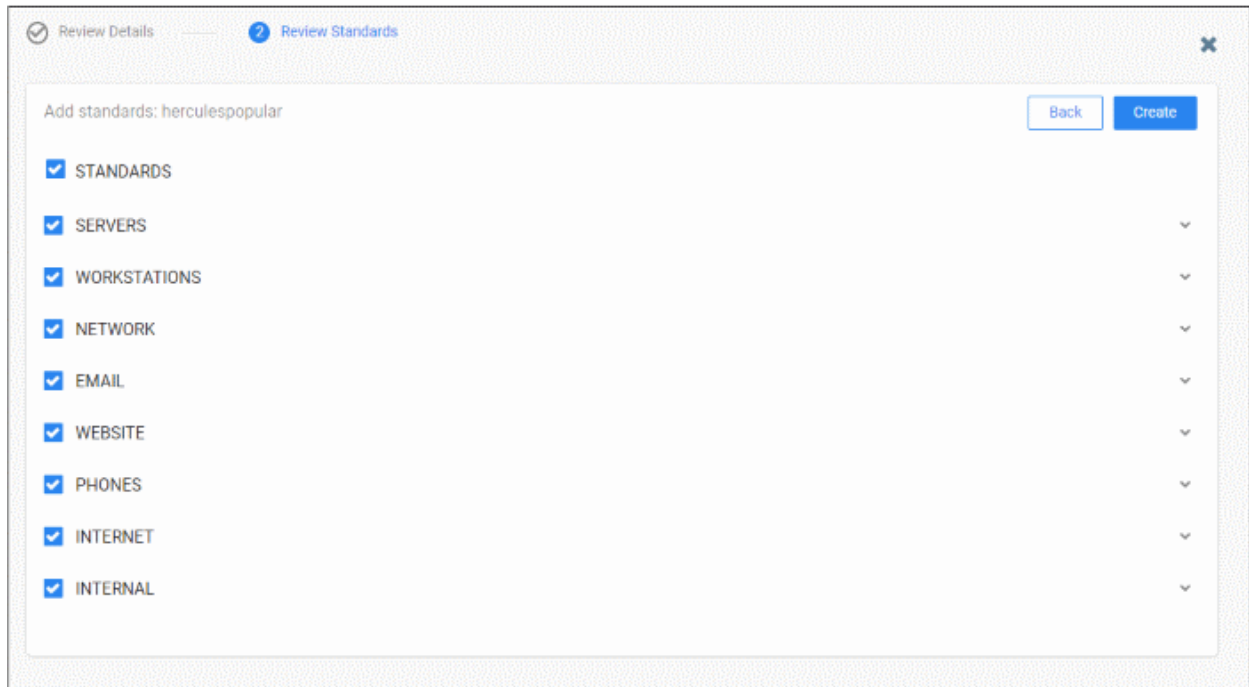 Review Details
2 Review Standards
Add standards: herculespopular
Back
Create
STANDARDS
SERVERS
WORKSTATIONS
NETWORK
EMAIL
WEBSITE
PHONES
INTERNET
INTERNAL